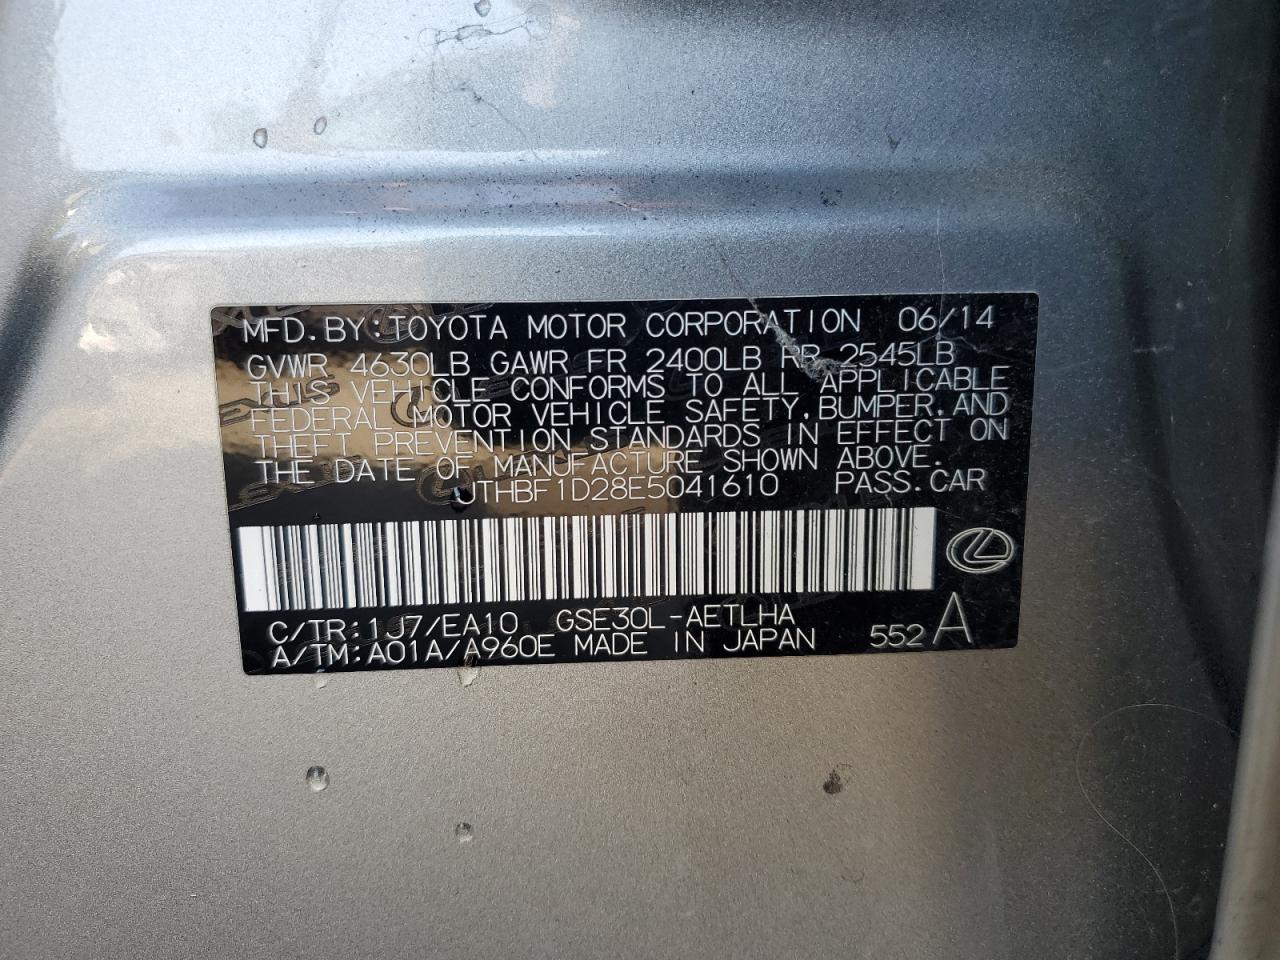 MFD.BY:TOYOTA MOTOR CORPORATION 06/14
GVWR 4630LB GAWR FR 2400LB RR 2545LB
THIS VEHICLE CONFORMS TO ALL APPLICABLE
FEDERAL MOTOR VEHICLE SAFETY,BUMPER,AND
THEFT PREVENTION STANDARDS IN EFFECT ON
THE DATE OF MANUFACTURE SHOWN ABOVE.
JTHBF1D28E5041610 PASS.CAR
C/TR:1J7/EA10 GSE30L-AETLHA
A/TM:A01A/A960E MADE IN JAPAN 552 A